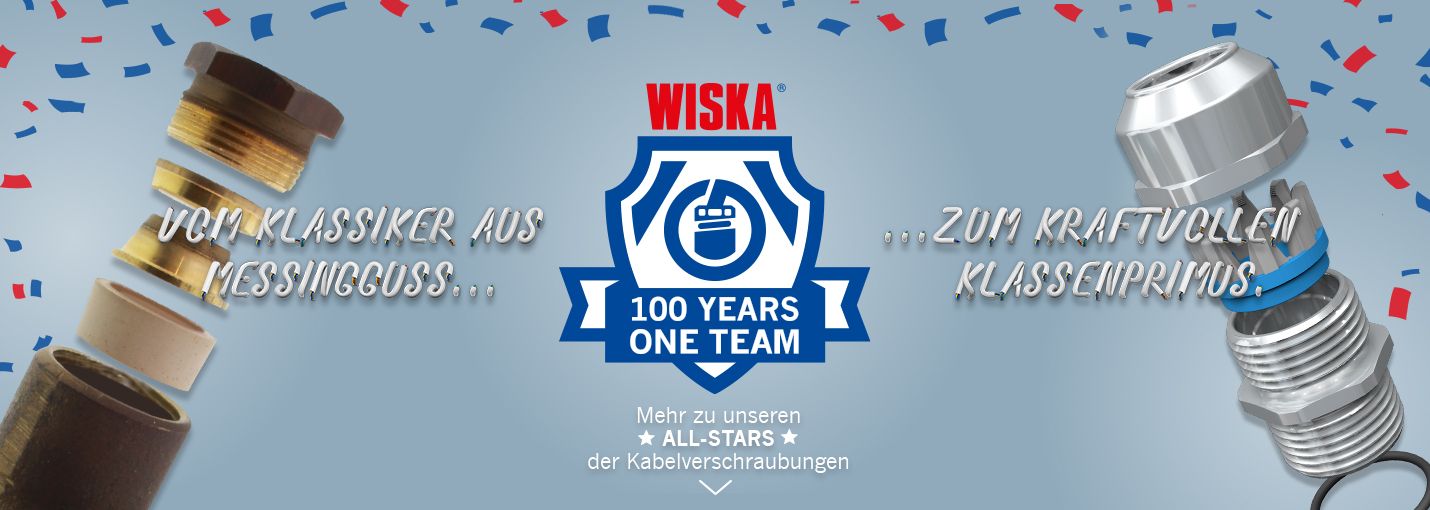 VOM KLASSIKER AUS
MESSINGGUSS...
WISKA®
100 YEARS
ONE TEAM
...ZUM KRAFTVOLLEN
KLASSENPRIMUS.
Mehr zu unseren
★ ALL-STARS ★
der Kabelverschraubungen